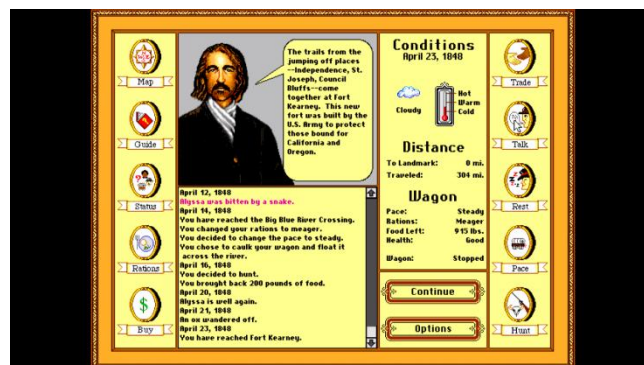 Map
Guide
Status
Rations
$
Buy
The trails from the
jumping off places
--Independence, St.
Joseph, Council
Bluffs--come
together at Fort
Kearney. This new
fort was built by the
U.S. Army to protect
those bound for
California and
Oregon.
April 12, 1848
Alyssa was bitten by a snake.
April 14, 1848
You have reached the Big Blue River Crossing.
You changed your rations to meager.
You decided to change the pace to steady.
You chose to caulk your wagon and float it
across the river.
April 16, 1848
You decided to hunt.
You brought back 200 pounds of food.
April 20, 1848
Alyssa is well again.
April 21, 1848
An ox wandered off.
April 23, 1848
You have reached Fort Kearney.
Conditions
April 23, 1848
Cloudy
Hot
Warm
Cold
Distance
To Landmark: 0 mi.
Traveled: 304 mi.
Wagon
Pace: Steady
Rations: Meager
Food Left: 915 lbs.
Health: Good
Wagon: Stopped
Continue
Options
Trade
Talk
Rest
Pace
Hunt